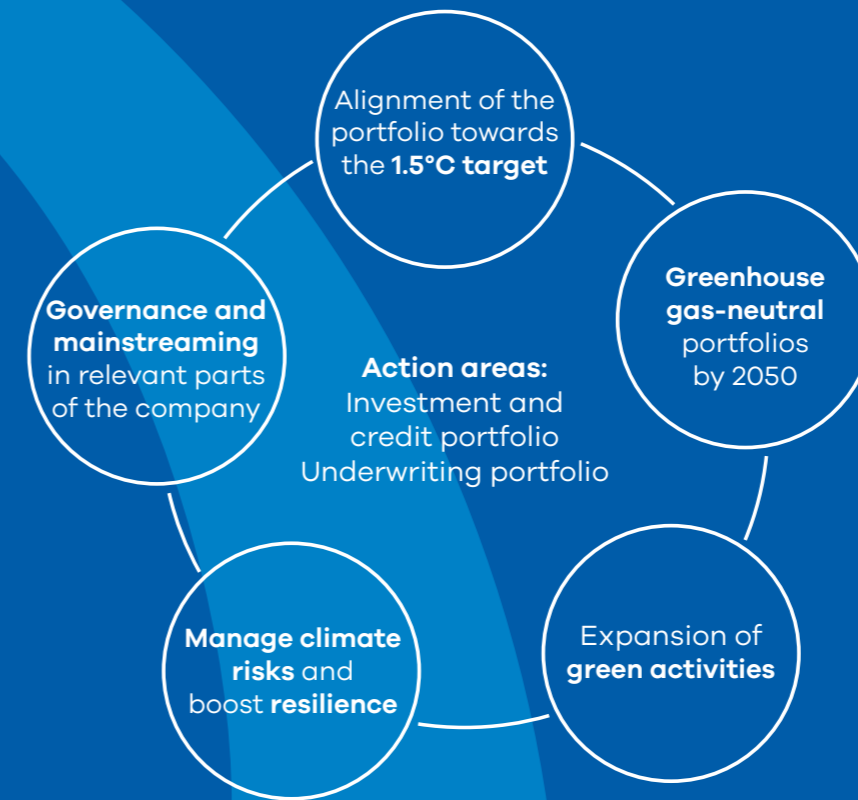 Alignment of the
portfolio towards
the 1.5°C target
Greenhouse
gas-neutral
portfolios
by 2050
Governance and
mainstreaming
in relevant parts
of the company
Action areas:
Investment and
credit portfolio
Underwriting portfolio
Expansion of
green activities
Manage climate
risks and
boost resilience